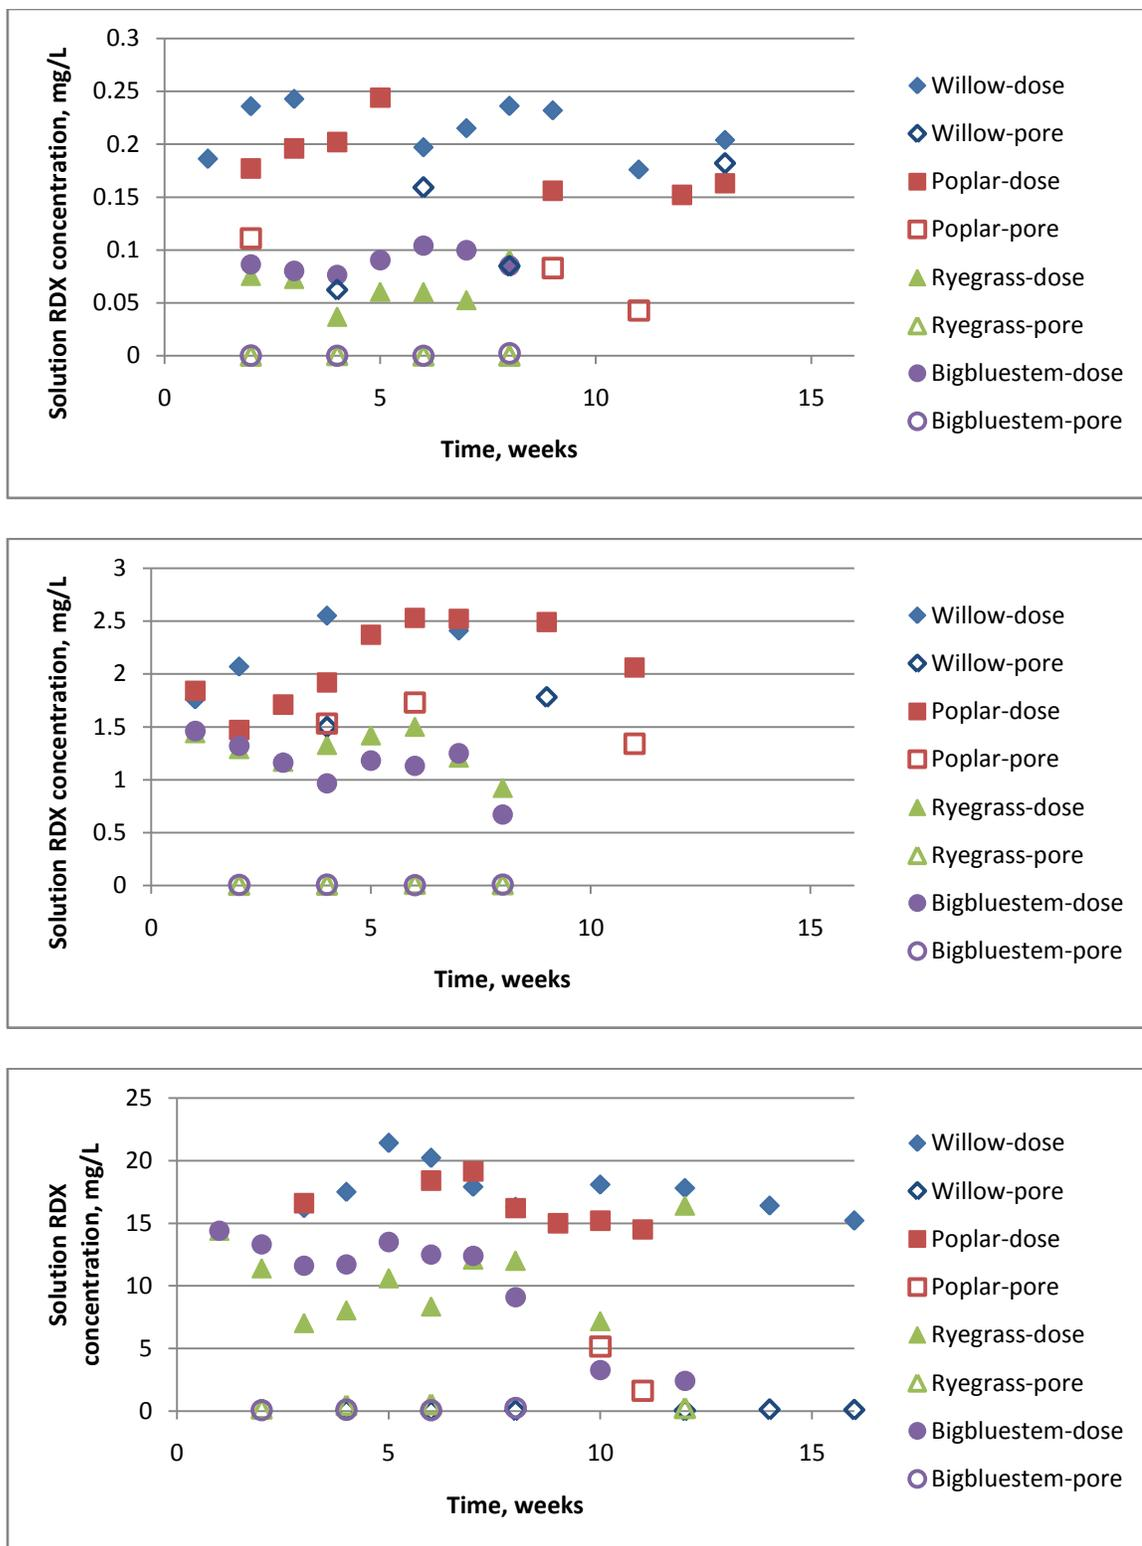 Solution RDX concentration, mg/L
0.3
0.25
0.2
0.15
0.1
0.05
0
0 5 10 15
Time, weeks
Willow-dose
Willow-pore
Poplar-dose
Poplar-pore
Ryegrass-dose
Ryegrass-pore
Bigbluestem-dose
Bigbluestem-pore
Solution RDX concentration, mg/L
3
2.5
2
1.5
1
0.5
0
0 5 10 15
Time, weeks
Willow-dose
Willow-pore
Poplar-dose
Poplar-pore
Ryegrass-dose
Ryegrass-pore
Bigbluestem-dose
Bigbluestem-pore
Solution RDX
concentration, mg/L
25
20
15
10
5
0
0 5 10 15
Time, weeks
Willow-dose
Willow-pore
Poplar-dose
Poplar-pore
Ryegrass-dose
Ryegrass-pore
Bigbluestem-dose
Bigbluestem-pore